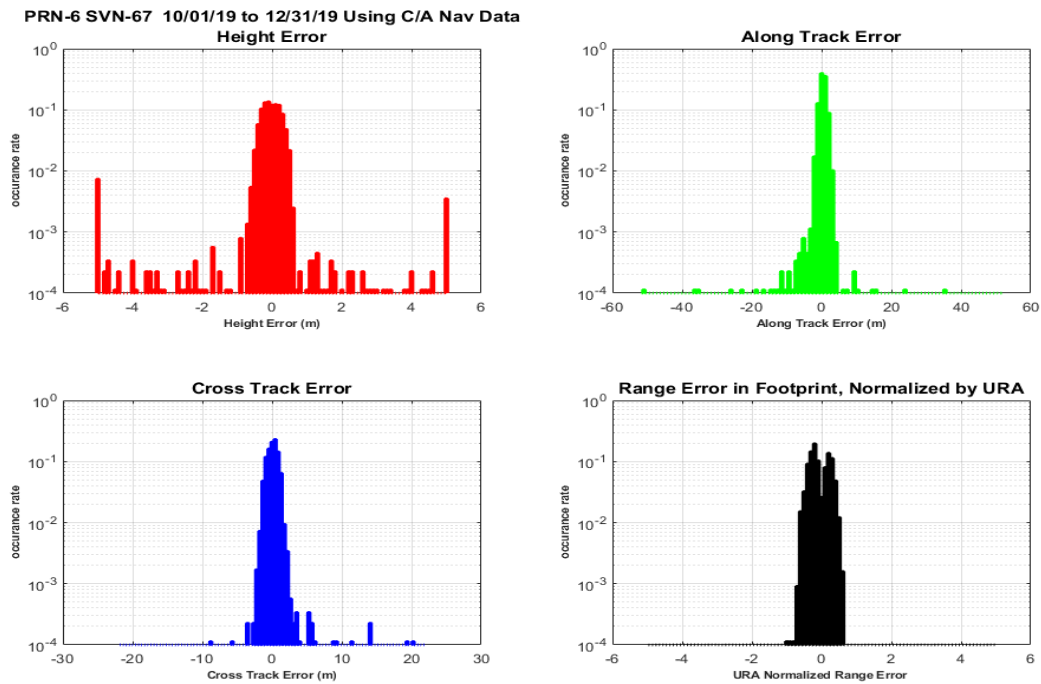 PRN-6 SVN-67  10/01/19 to 12/31/19 Using C/A Nav Data
Height Error
10^0
10^-1
10^-2
10^-3
10^-4
occurance rate
-6 -4 -2 0 2 4 6
Height Error (m)
Along Track Error
10^0
10^-1
10^-2
10^-3
10^-4
occurance rate
-60 -40 -20 0 20 40 60
Along Track Error (m)
Cross Track Error
10^0
10^-1
10^-2
10^-3
10^-4
occurance rate
-30 -20 -10 0 10 20 30
Cross Track Error (m)
Range Error in Footprint, Normalized by URA
10^0
10^-1
10^-2
10^-3
10^-4
occurance rate
-6 -4 -2 0 2 4 6
URA Normalized Range Error